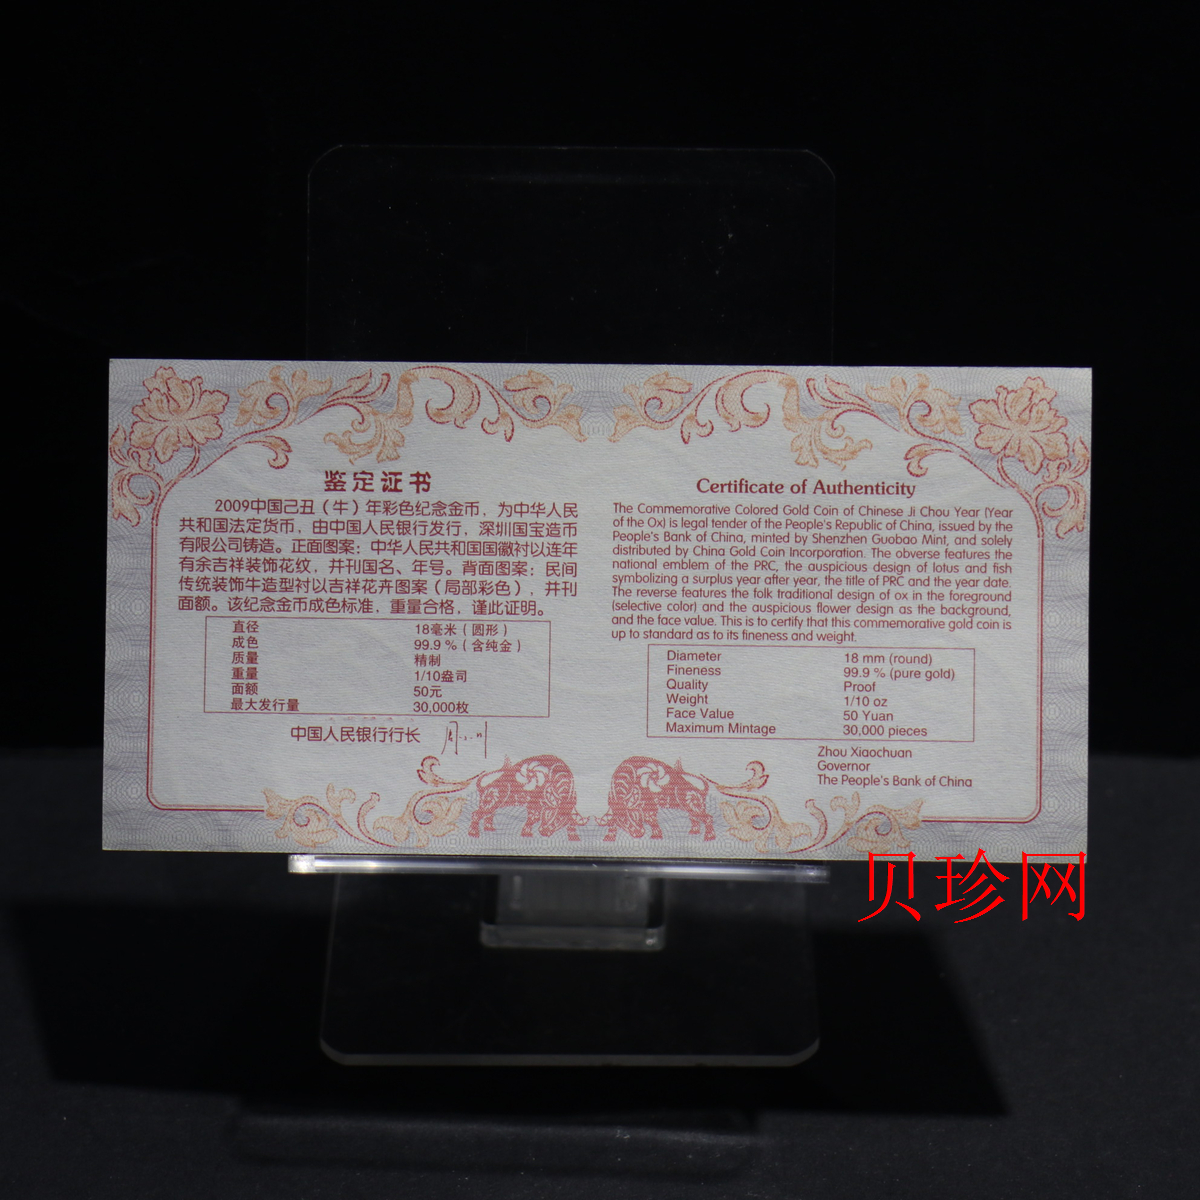 鉴定证书
2009中国己丑（牛）年彩色纪念金币，为中华人民
共和国法定货币，由中国人民银行发行，深圳国宝造币
有限公司铸造。正面图案：中华人民共和国国徽衬以连年
有余吉祥装饰花纹，并刊国名、年号。背面图案：民间
传统装饰牛造型衬以吉祥花卉图案（局部彩色），并刊
面额。该纪念金币成色标准，重量合格，谨此证明。
直径 18毫米（圆形）
成色 99.9 %（含纯金）
质量 精制
重量 1/10盎司
面额 50元
最大发行量 30,000枚
中国人民银行行长
Certificate of Authenticity
The Commemorative Colored Gold Coin of Chinese Ji Chou Year (Year
of the Ox) is legal tender of the People's Republic of China, issued by the
People's Bank of China, minted by Shenzhen Guobao Mint, and solely
distributed by China Gold Coin Incorporation. The obverse features the
national emblem of the PRC, the auspicious design of lotus and fish
symbolizing a surplus year after year, the title of PRC and the year date.
The reverse features the folk traditional design of ox in the foreground
(selective color) and the auspicious flower design as the background,
and the face value. This is to certify that this commemorative gold coin is
up to standard as to its fineness and weight.
Diameter 18 mm (round)
Fineness 99.9 % (pure gold)
Quality Proof
Weight 1/10 oz
Face Value 50 Yuan
Maximum Mintage 30,000 pieces
Zhou Xiaochuan
Governor
The People's Bank of China
贝珍网